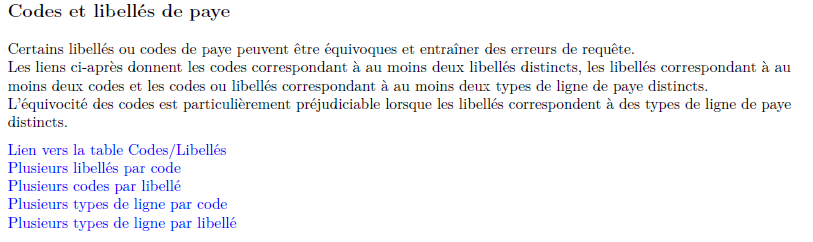 Codes et libellés de paye
Certains libellés ou codes de paye peuvent être équivoques et entraîner des erreurs de requête.
Les liens ci-après donnent les codes correspondant à au moins deux libellés distincts, les libellés correspondant à au
moins deux codes et les codes ou libellés correspondant à au moins deux types de ligne de paye distincts.
L'équivocité des codes est particulièrement préjudiciable lorsque les libellés correspondent à des types de ligne de paye
distincts.
Lien vers la table Codes/Libellés
Plusieurs libellés par code
Plusieurs codes par libellé
Plusieurs types de ligne par code
Plusieurs types de ligne par libellé